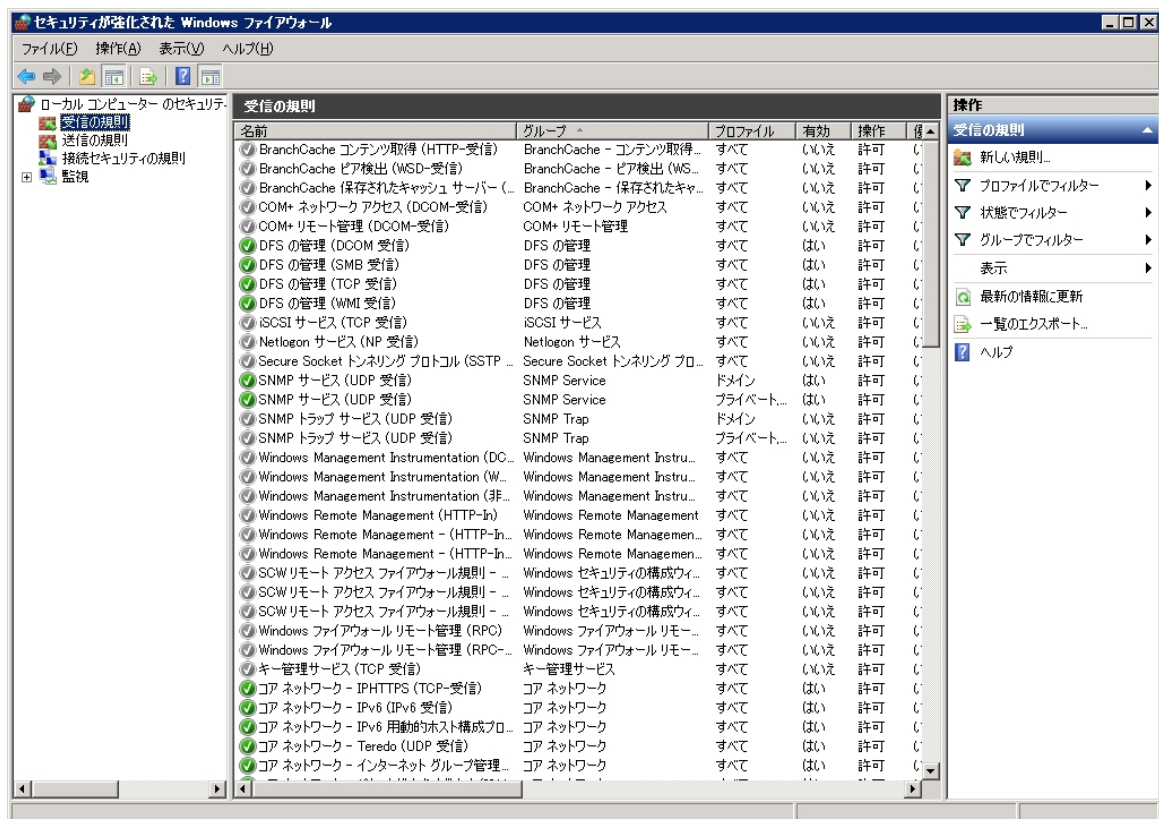 セキュリティが強化された Windows ファイアウォール
ファイル(F) 操作(A) 表示(V) ヘルプ(H)
ローカル コンピューター のセキュリテ
受信の規則
送信の規則
接続セキュリティの規則
監視
受信の規則
名前 グループ プロファイル 有効 操作 優
BranchCache コンテンツ取得 (HTTP-受信) BranchCache - コンテンツ取得... すべて いいえ 許可 い
BranchCache ピア検出 (WSD-受信) BranchCache - ピア検出 (WS... すべて いいえ 許可 い
BranchCache 保存されたキャッシュ サーバー (... BranchCache - 保存されたキャ... すべて いいえ 許可 い
COM+ ネットワーク アクセス (DCOM-受信) COM+ ネットワーク アクセス すべて いいえ 許可 い
COM+ リモート管理 (DCOM-受信) COM+ リモート管理 すべて いいえ 許可 い
DFS の管理 (DCOM 受信) DFS の管理 すべて はい 許可 い
DFS の管理 (SMB 受信) DFS の管理 すべて はい 許可 い
DFS の管理 (TCP 受信) DFS の管理 すべて はい 許可 い
DFS の管理 (WMI 受信) DFS の管理 すべて はい 許可 い
iSCSI サービス (TCP 受信) iSCSI サービス すべて いいえ 許可 い
Netlogon サービス (NP 受信) Netlogon サービス すべて いいえ 許可 い
Secure Socket トンネリング プロトコル (SSTP ... Secure Socket トンネリング プロ... すべて いいえ 許可 い
SNMP サービス (UDP 受信) SNMP Service ドメイン はい 許可 い
SNMP サービス (UDP 受信) SNMP Service プライベート,... はい 許可 い
SNMP トラップ サービス (UDP 受信) SNMP Trap ドメイン いいえ 許可 い
SNMP トラップ サービス (UDP 受信) SNMP Trap プライベート,... いいえ 許可 い
Windows Management Instrumentation (DC... Windows Management Instru... すべて いいえ 許可 い
Windows Management Instrumentation (W... Windows Management Instru... すべて いいえ 許可 い
Windows Management Instrumentation (非... Windows Management Instru... すべて いいえ 許可 い
Windows Remote Management (HTTP-In) Windows Remote Management すべて いいえ 許可 い
Windows Remote Management - (HTTP-In... Windows Remote Managemen... すべて いいえ 許可 い
Windows Remote Management - (HTTP-In... Windows Remote Managemen... すべて いいえ 許可 い
SCW リモート アクセス ファイアウォール規則 - ... Windows セキュリティの構成ウィ... すべて いいえ 許可 い
SCW リモート アクセス ファイアウォール規則 - ... Windows セキュリティの構成ウィ... すべて いいえ 許可 い
SCW リモート アクセス ファイアウォール規則 - ... Windows セキュリティの構成ウィ... すべて いいえ 許可 い
Windows ファイアウォール リモート管理 (RPC) Windows ファイアウォール リモー... すべて いいえ 許可 い
Windows ファイアウォール リモート管理 (RPC-... Windows ファイアウォール リモー... すべて いいえ 許可 い
キー管理サービス (TCP 受信) キー管理サービス すべて いいえ 許可 い
コア ネットワーク - IPHTTPS (TCP-受信) コア ネットワーク すべて はい 許可 い
コア ネットワーク - IPv6 (IPv6 受信) コア ネットワーク すべて はい 許可 い
コア ネットワーク - IPv6 用動的ホスト構成プロ... コア ネットワーク すべて はい 許可 い
コア ネットワーク - Teredo (UDP 受信) コア ネットワーク すべて はい 許可 い
コア ネットワーク - インターネット グループ管理... コア ネットワーク すべて はい 許可 い
操作
受信の規則
新しい規則...
プロファイルでフィルター
状態でフィルター
グループでフィルター
表示
最新の情報に更新
一覧のエクスポート...
ヘルプ